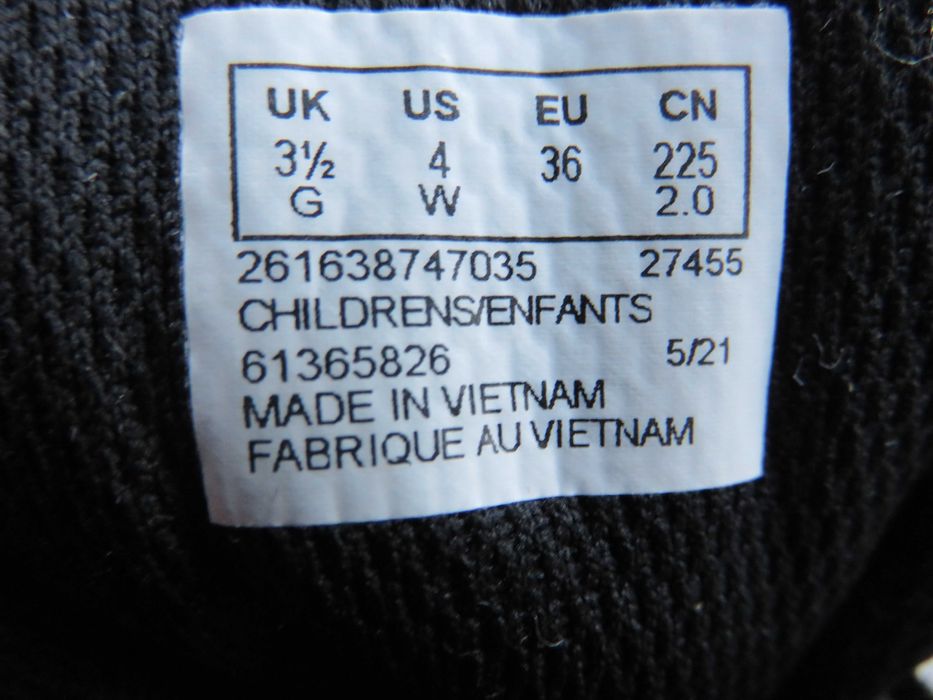 UK US EU CN
3½ 4 36 225
G W 2.0
261638747035 27455
CHILDRENS/ENFANTS
61365826 5/21
MADE IN VIETNAM
FABRIQUE AU VIETNAM